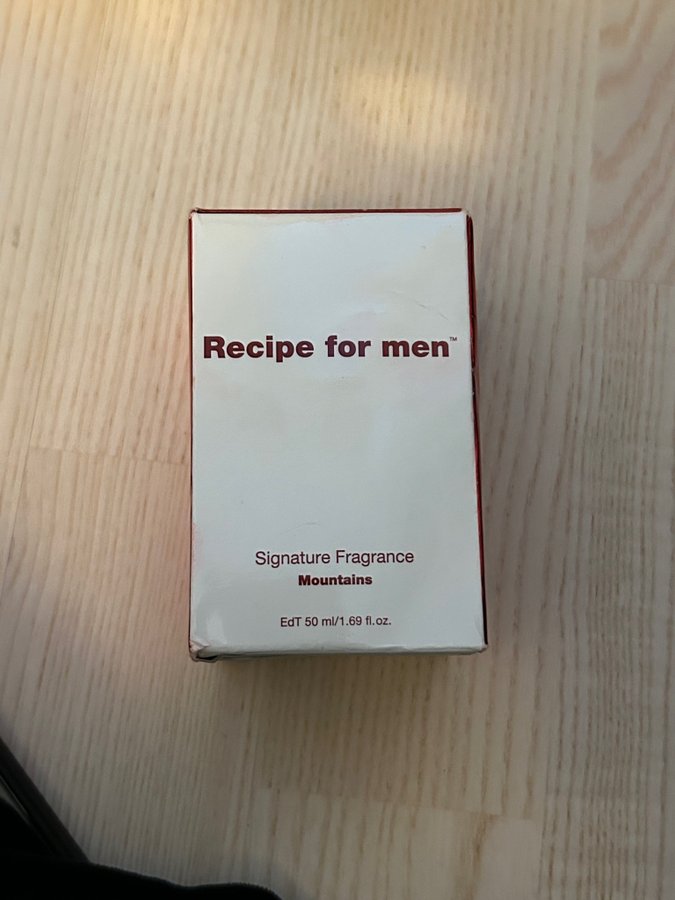 Recipe for men™
Signature Fragrance
Mountains
EdT 50 ml/1.69 fl.oz.